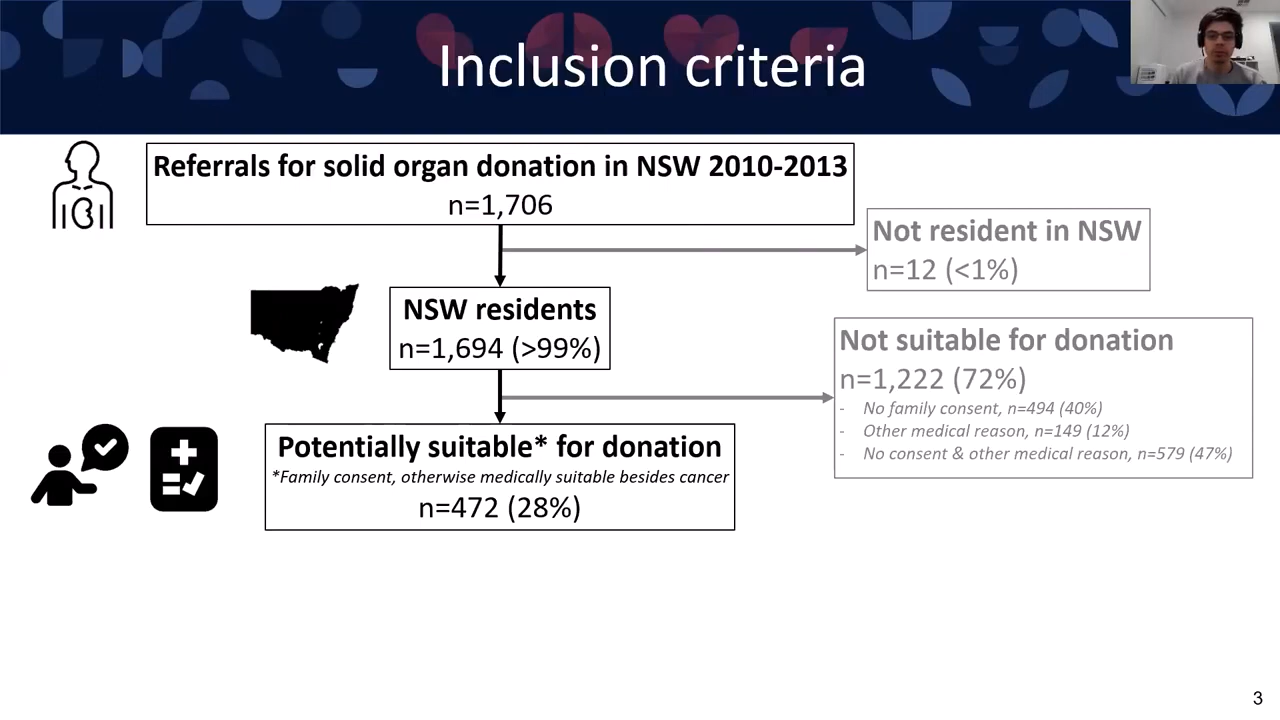 Inclusion criteria
Referrals for solid organ donation in NSW 2010-2013
n=1,706
Not resident in NSW
n=12 (<1%)
NSW residents
n=1,694 (>99%)
Not suitable for donation
n=1,222 (72%)
- No family consent, n=494 (40%)
- Other medical reason, n=149 (12%)
- No consent & other medical reason, n=579 (47%)
Potentially suitable* for donation
*Family consent, otherwise medically suitable besides cancer
n=472 (28%)
3